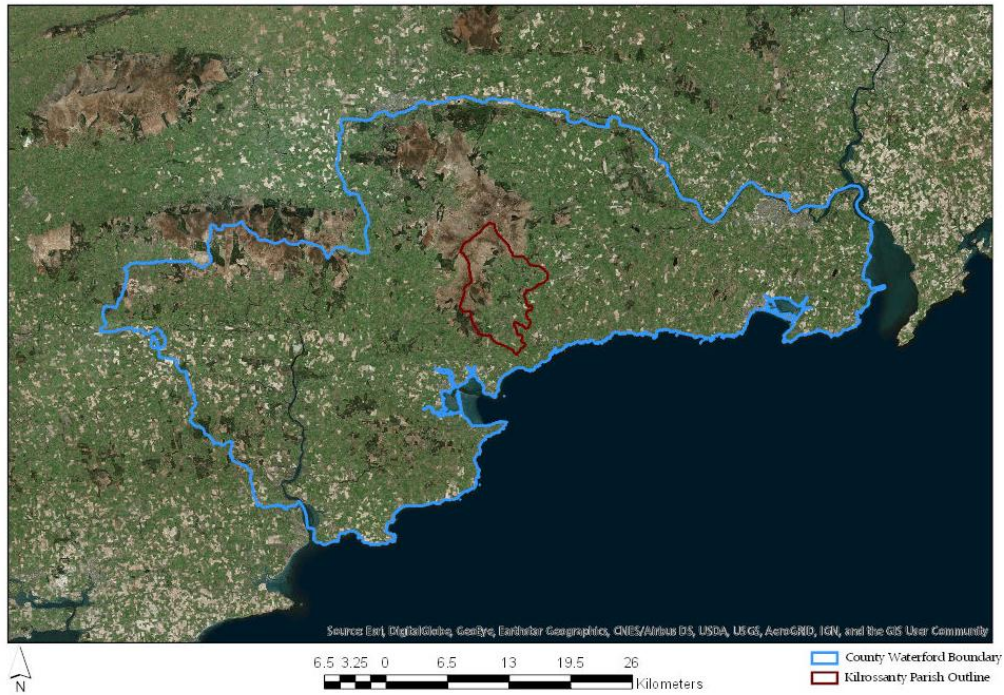 Source: Esri, DigitalGlobe, GeoEye, Earthstar Geographics, CNES/Airbus DS, USDA, USGS, AeroGRID, IGN, and the GIS User Community
N
6.5 3.25 0 6.5 13 19.5 26
Kilometers
County Waterford Boundary
Kilrossanty Parish Outline